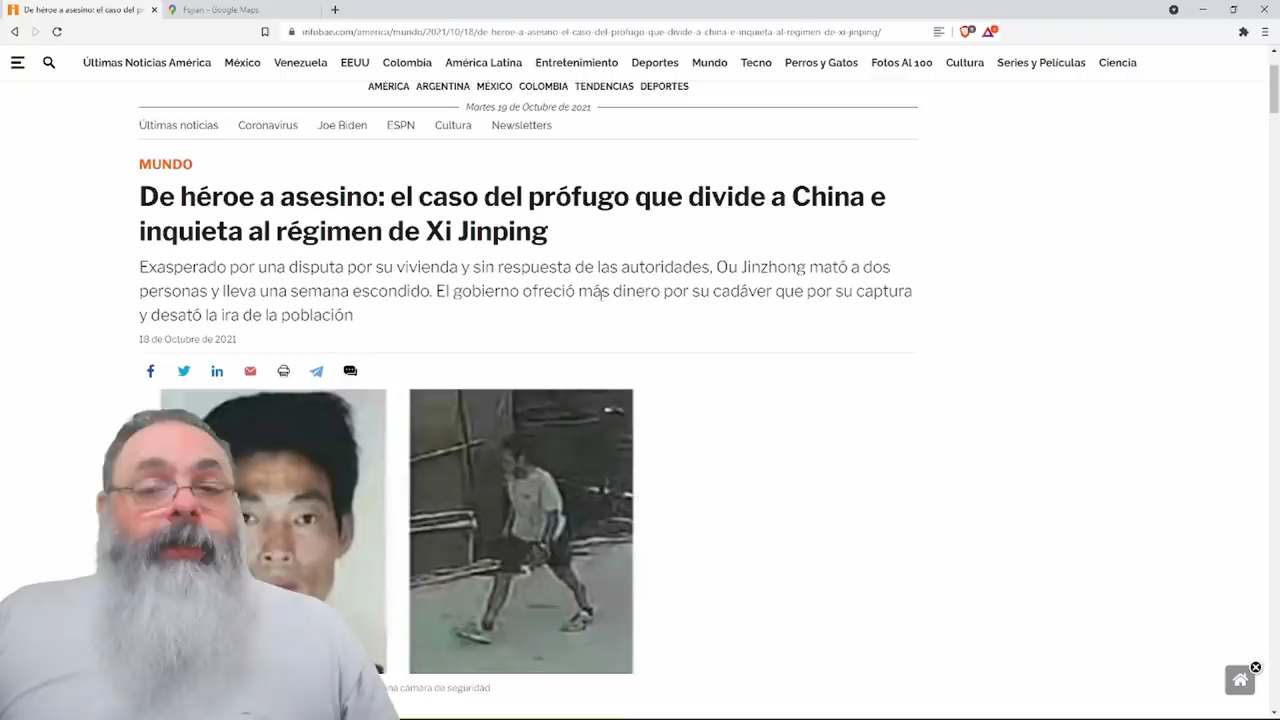 De héroe a asesino: el caso del pr
Fujian - Google Maps
infobae.com/america/mundo/2021/10/18/de-heroe-a-asesino-el-caso-del-profugo-que-divide-a-china-e-inquieta-al-regimen-de-xi-jinping/
Últimas Noticias América México Venezuela EEUU Colombia América Latina Entretenimiento Deportes Mundo Tecno Perros y Gatos Fotos Al 100 Cultura Series y Películas Ciencia
AMÉRICA ARGENTINA MÉXICO COLOMBIA TENDENCIAS DEPORTES
Martes 19 de Octubre de 2021
Últimas noticias Coronavirus Joe Biden ESPN Cultura Newsletters
MUNDO
De héroe a asesino: el caso del prófugo que divide a China e
inquieta al régimen de Xi Jinping
Exasperado por una disputa por su vivienda y sin respuesta de las autoridades, Ou Jinzhong mató a dos
personas y lleva una semana escondido. El gobierno ofreció más dinero por su cadáver que por su captura
y desató la ira de la población
18 de Octubre de 2021
na cámara de seguridad